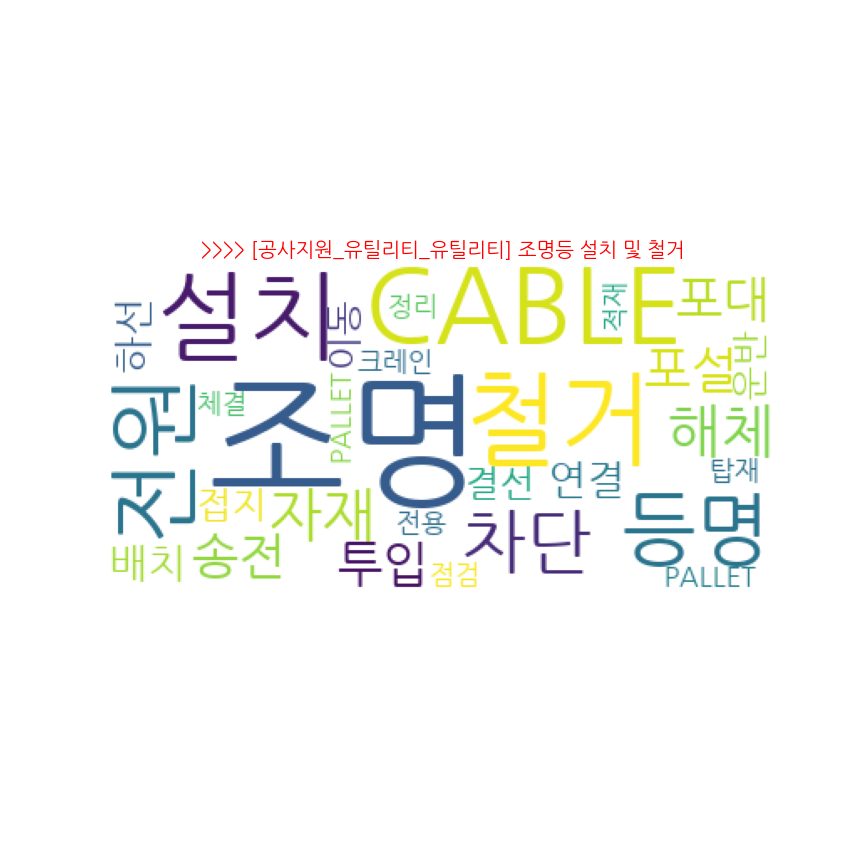 >>>> [공사지원_유틸리티_유틸리티] 조명등 설치 및 철거
하선
설치
이동
CABLE
정리
적재
포대
크레인
포설
운반
전원
체결
PALLET
조명
철거
해체
탑재
결선
연결
접지
자재
전용
차단
등명
배치
송전
투입
점검
PALLET